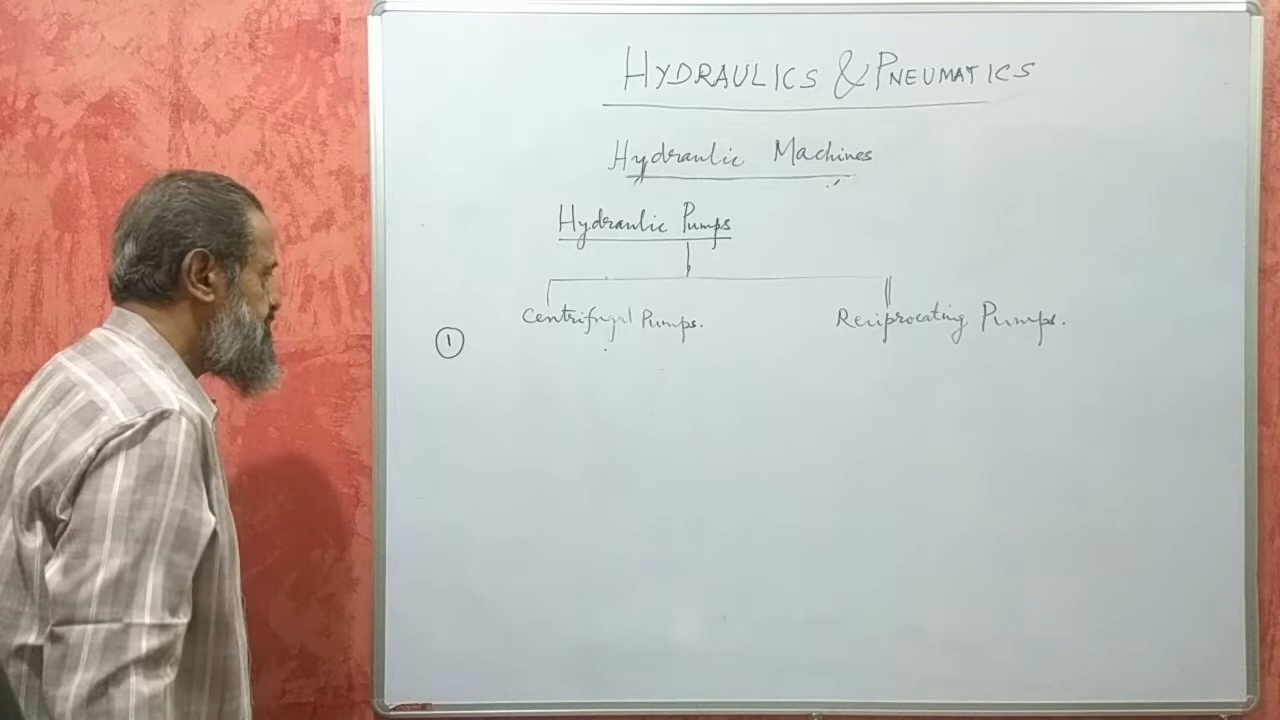 HYDRAULICS & PNEUMATICS
Hydraulic Machines
Hydraulic Pumps
Centrifugal Pumps. Reciprocating Pumps.
1